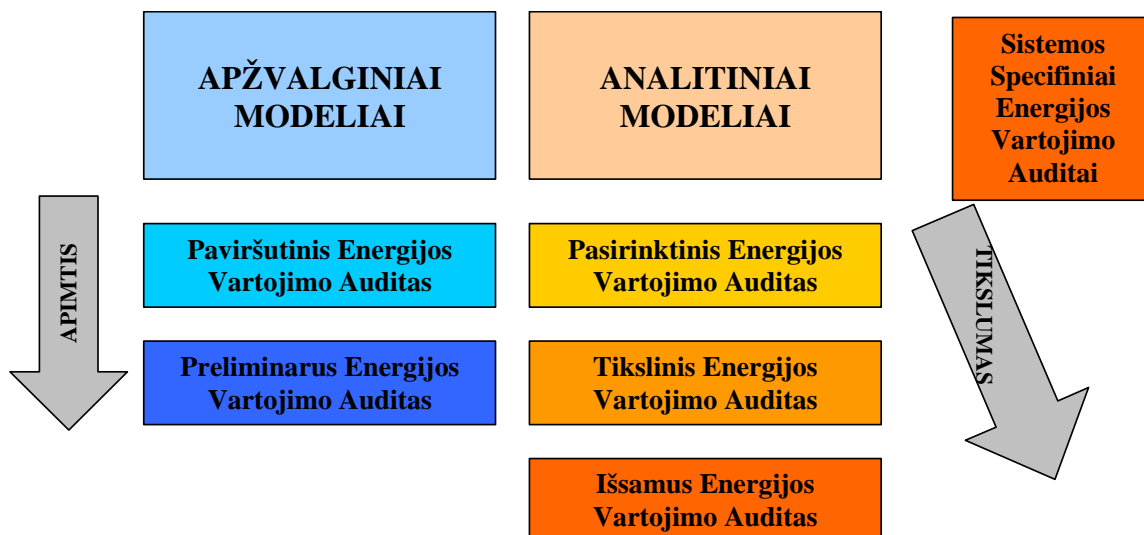 APŽVALGINIAI
MODELIAI
ANALITINIAI
MODELIAI
Sistemos
Specifiniai
Energijos
Vartojimo
Auditai
APIMTIS
Paviršutinis Energijos
Vartojimo Auditas
Pasirinktinis Energijos
Vartojimo Auditas
TIKSLUMAS
Preliminarus Energijos
Vartojimo Auditas
Tikslinis Energijos
Vartojimo Auditas
Išsamus Energijos
Vartojimo Auditas